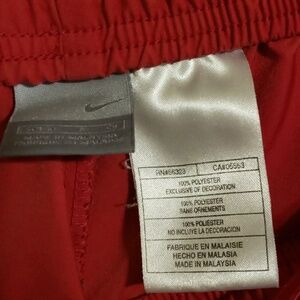 RN#56323 CA#05553
100% POLYESTER
EXCLUSIVE OF DECORATION
100% POLYESTER
SANS ORNEMENTS
100% POLIESTER
NO INCLUYE LA DECORACION
FABRIQUE EN MALAISIE
HECHO EN MALASIA
MADE IN MALAYSIA